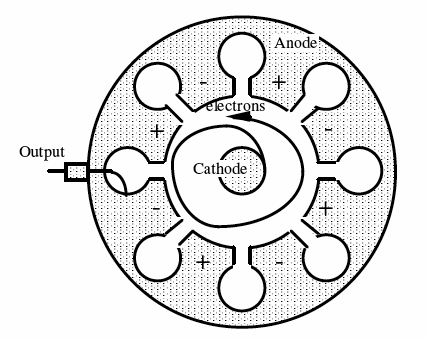 Anode
- +
electrons
+ -
Output
Cathode
- +
+ -